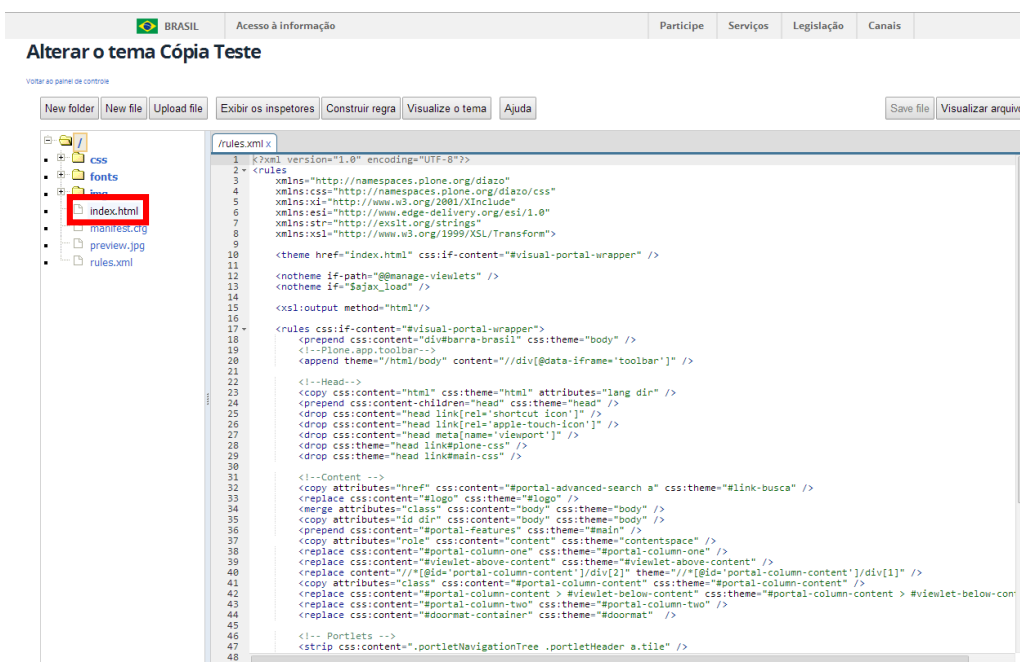 BRASIL Acesso à informação Participe Serviços Legislação Canais
Alterar o tema Cópia Teste
Voltar ao painel de controle
New folder New file Upload file Exibir os inspetores Construir regra Visualize o tema Ajuda Save file Visualizar arquivo
/
css
fonts
img
index.html
manifest.cfg
preview.jpg
rules.xml
/rules.xml x
1 <?xml version="1.0" encoding="UTF-8"?>
2 <rules
3 xmlns="http://namespaces.plone.org/diazo"
4 xmlns:css="http://namespaces.plone.org/diazo/css"
5 xmlns:xi="http://www.w3.org/2001/XInclude"
6 xmlns:esi="http://www.edge-delivery.org/esi/1.0"
7 xmlns:str="http://exslt.org/strings"
8 xmlns:xsl="http://www.w3.org/1999/XSL/Transform">
9
10 <theme href="index.html" css:if-content="#visual-portal-wrapper" />
11
12 <notheme if-path="@@manage-viewlets" />
13 <notheme if="$ajax_load" />
14
15 <xsl:output method="html"/>
16
17 <rules css:if-content="#visual-portal-wrapper">
18 <prepend css:content="div#barra-brasil" css:theme="body" />
19 <!--Plone.app.toolbar-->
20 <append theme="/html/body" content="//div[@data-iframe='toolbar']" />
21
22 <!--Head-->
23 <copy css:content="html" css:theme="html" attributes="lang dir" />
24 <prepend css:content-children="head" css:theme="head" />
25 <drop css:content="head link[rel='shortcut icon']" />
26 <drop css:content="head link[rel='apple-touch-icon']" />
27 <drop css:content="head meta[name='viewport']" />
28 <drop css:theme="head link#plone-css" />
29 <drop css:theme="head link#main-css" />
30
31 <!--Content -->
32 <copy attributes="href" css:content="#portal-advanced-search a" css:theme="#link-busca" />
33 <replace css:content="#logo" css:theme="#logo" />
34 <merge attributes="class" css:content="body" css:theme="body" />
35 <copy attributes="id dir" css:content="body" css:theme="body" />
36 <prepend css:content="#portal-features" css:theme="#main" />
37 <copy attributes="role" css:content="content" css:theme="contentspace" />
38 <replace css:content="#portal-column-one" css:theme="#portal-column-one" />
39 <replace css:content="#viewlet-above-content" css:theme="#viewlet-above-content" />
40 <replace content="//*[@id='portal-column-content']/div[2]" theme="//*[@id='portal-column-content']/div[1]" />
41 <copy attributes="class" css:content="#portal-column-content" css:theme="#portal-column-content" />
42 <replace css:content="#portal-column-content > #viewlet-below-content" css:theme="#portal-column-content > #viewlet-below-con
43 <replace css:content="#portal-column-two" css:theme="#portal-column-two" />
44 <replace css:content="#doormat-container" css:theme="#doormat" />
45
46 <!-- Portlets -->
47 <strip css:content=".portletNavigationTree .portletHeader a.tile" />
48